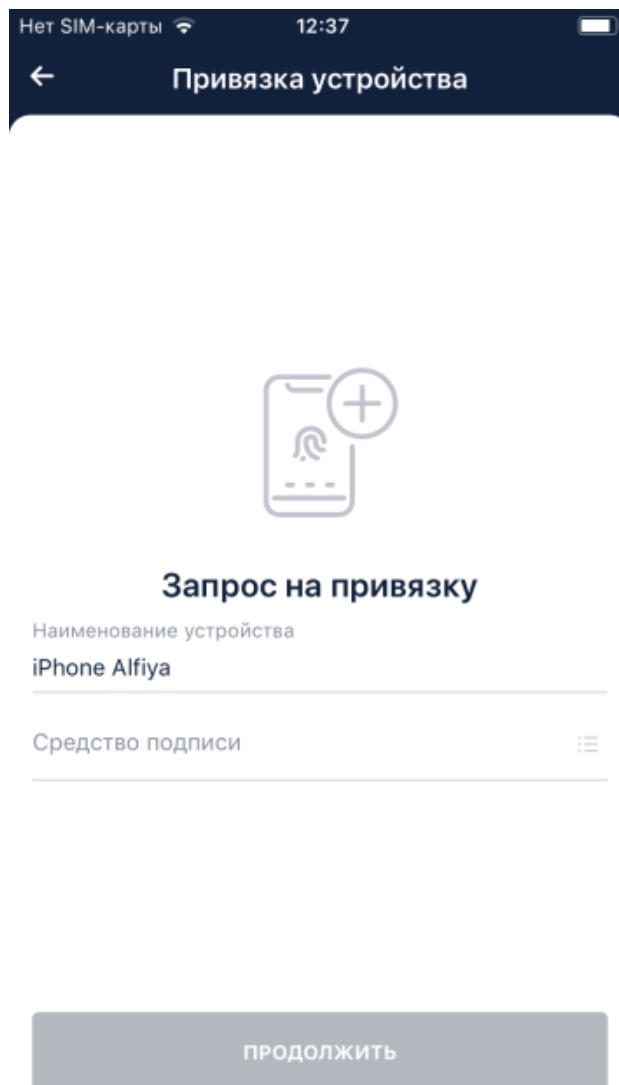 Нет SIM-карты 12:37
Привязка устройства
Запрос на привязку
Наименование устройства
iPhone Alfiya
Средство подписи
ПРОДОЛЖИТЬ